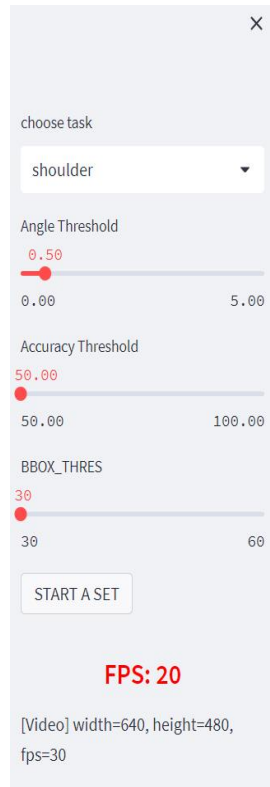 choose task
shoulder
Angle Threshold
0.50
0.00 5.00
Accuracy Threshold
50.00
50.00 100.00
BBOX_THRES
30
30 60
START A SET
FPS: 20
[Video] width=640, height=480,
fps=30